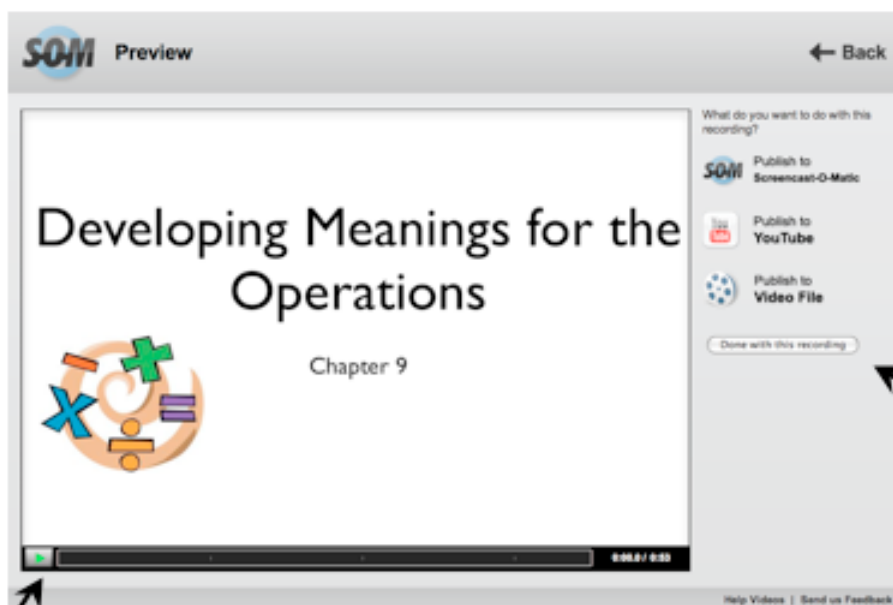 SOM Preview
← Back
What do you want to do with this
recording?
SOM
Publish to
Screencast-O-Matic
You
Tube
Publish to
YouTube
Publish to
Video File
Done with this recording
Developing Meanings for the
Operations
Chapter 9
0:00.0 / 0:53
Help Videos | Send us Feedback